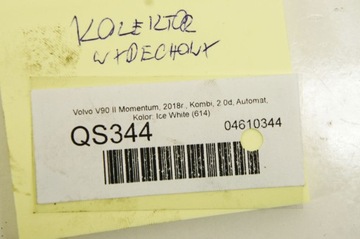 KOLEKTOR
WYDECHOWY
Volvo V90 II Momentum, 2018r., Kombi, 2.0d, Automat,
Kolor: Ice White (614)
QS344 04610344